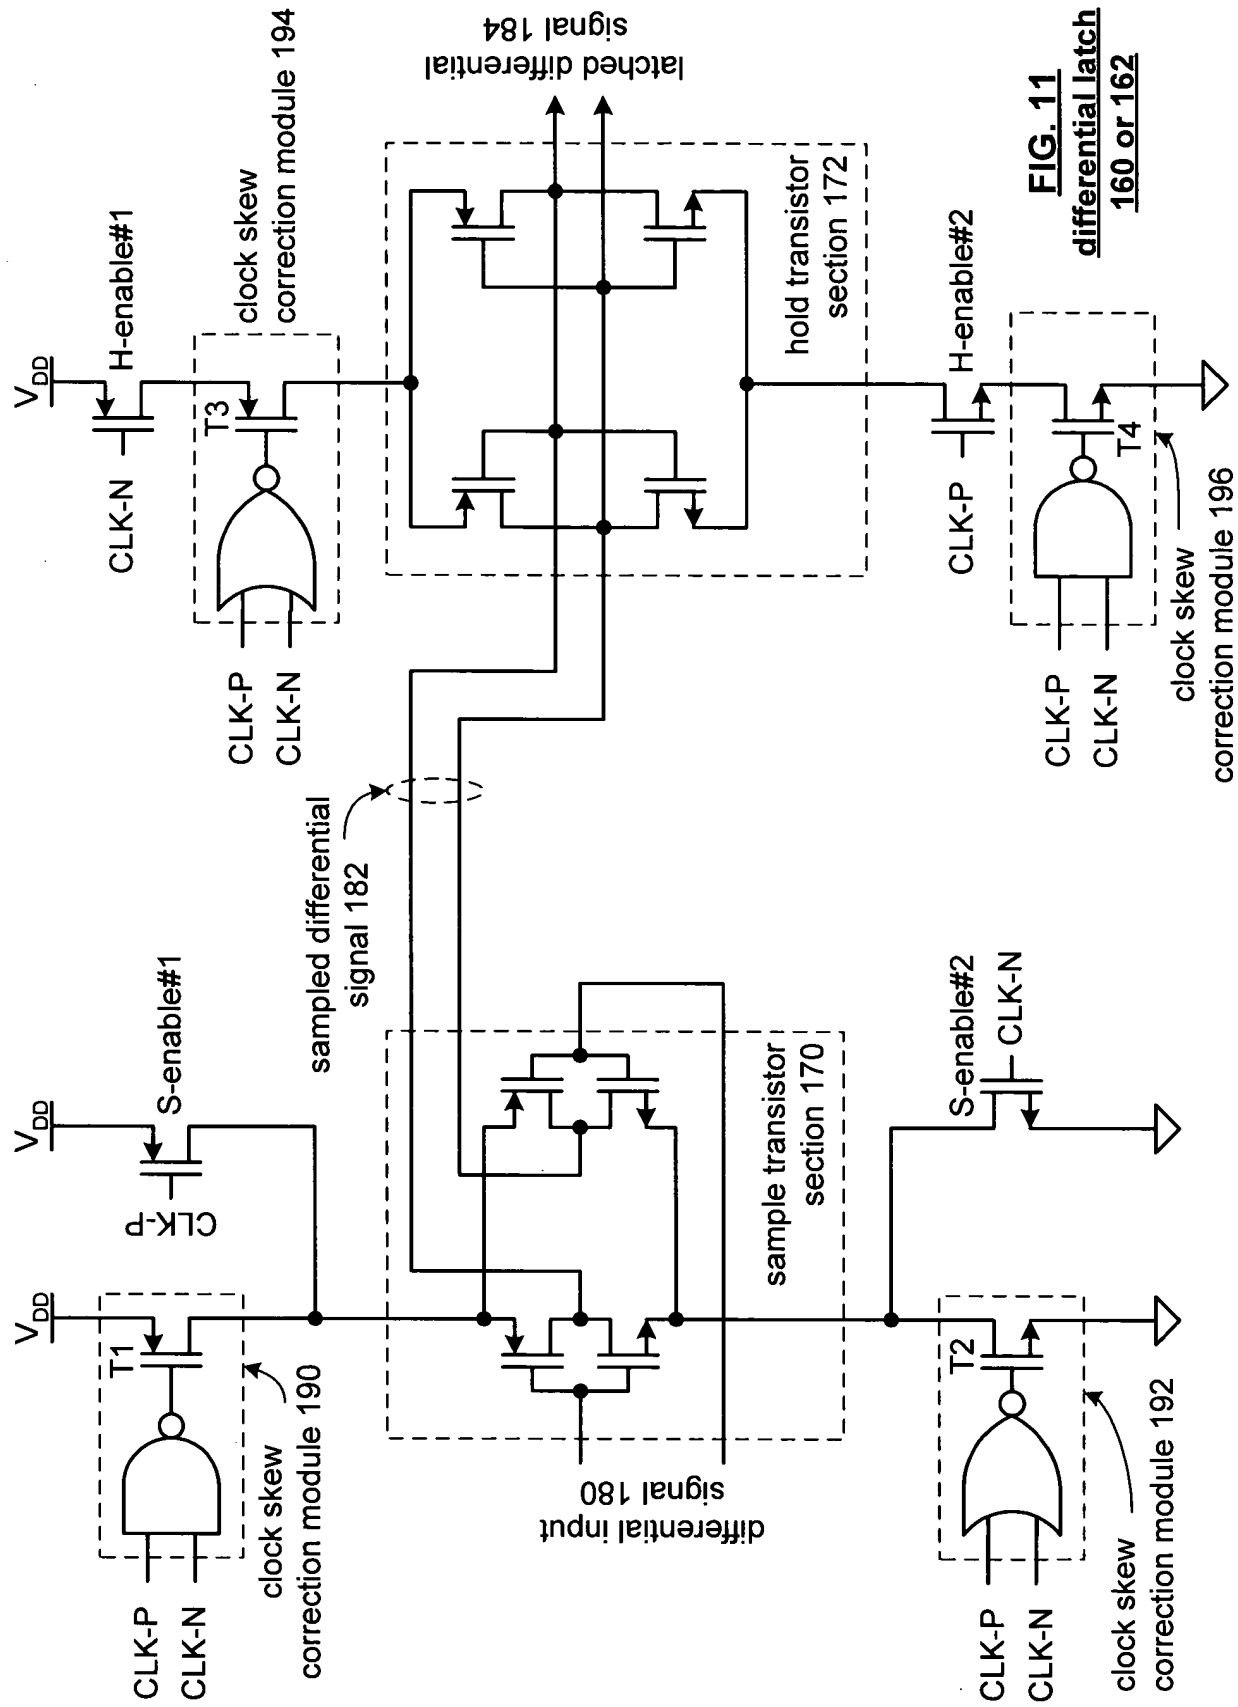 V_DD
CLK-P
CLK-N
T1
clock skew
correction module 190
V_DD
S-enable#1
CLK-P
sampled differential
signal 182
V_DD
H-enable#1
CLK-N
CLK-P
CLK-N
T3
clock skew
correction module 194
differential input
signal 180
sample transistor
section 170
hold transistor
section 172
latched differential
signal 184
CLK-P
CLK-N
T2
clock skew
correction module 192
S-enable#2
CLK-N
CLK-P
H-enable#2
CLK-P
CLK-N
T4
clock skew
correction module 196
FIG. 11
differential latch
160 or 162